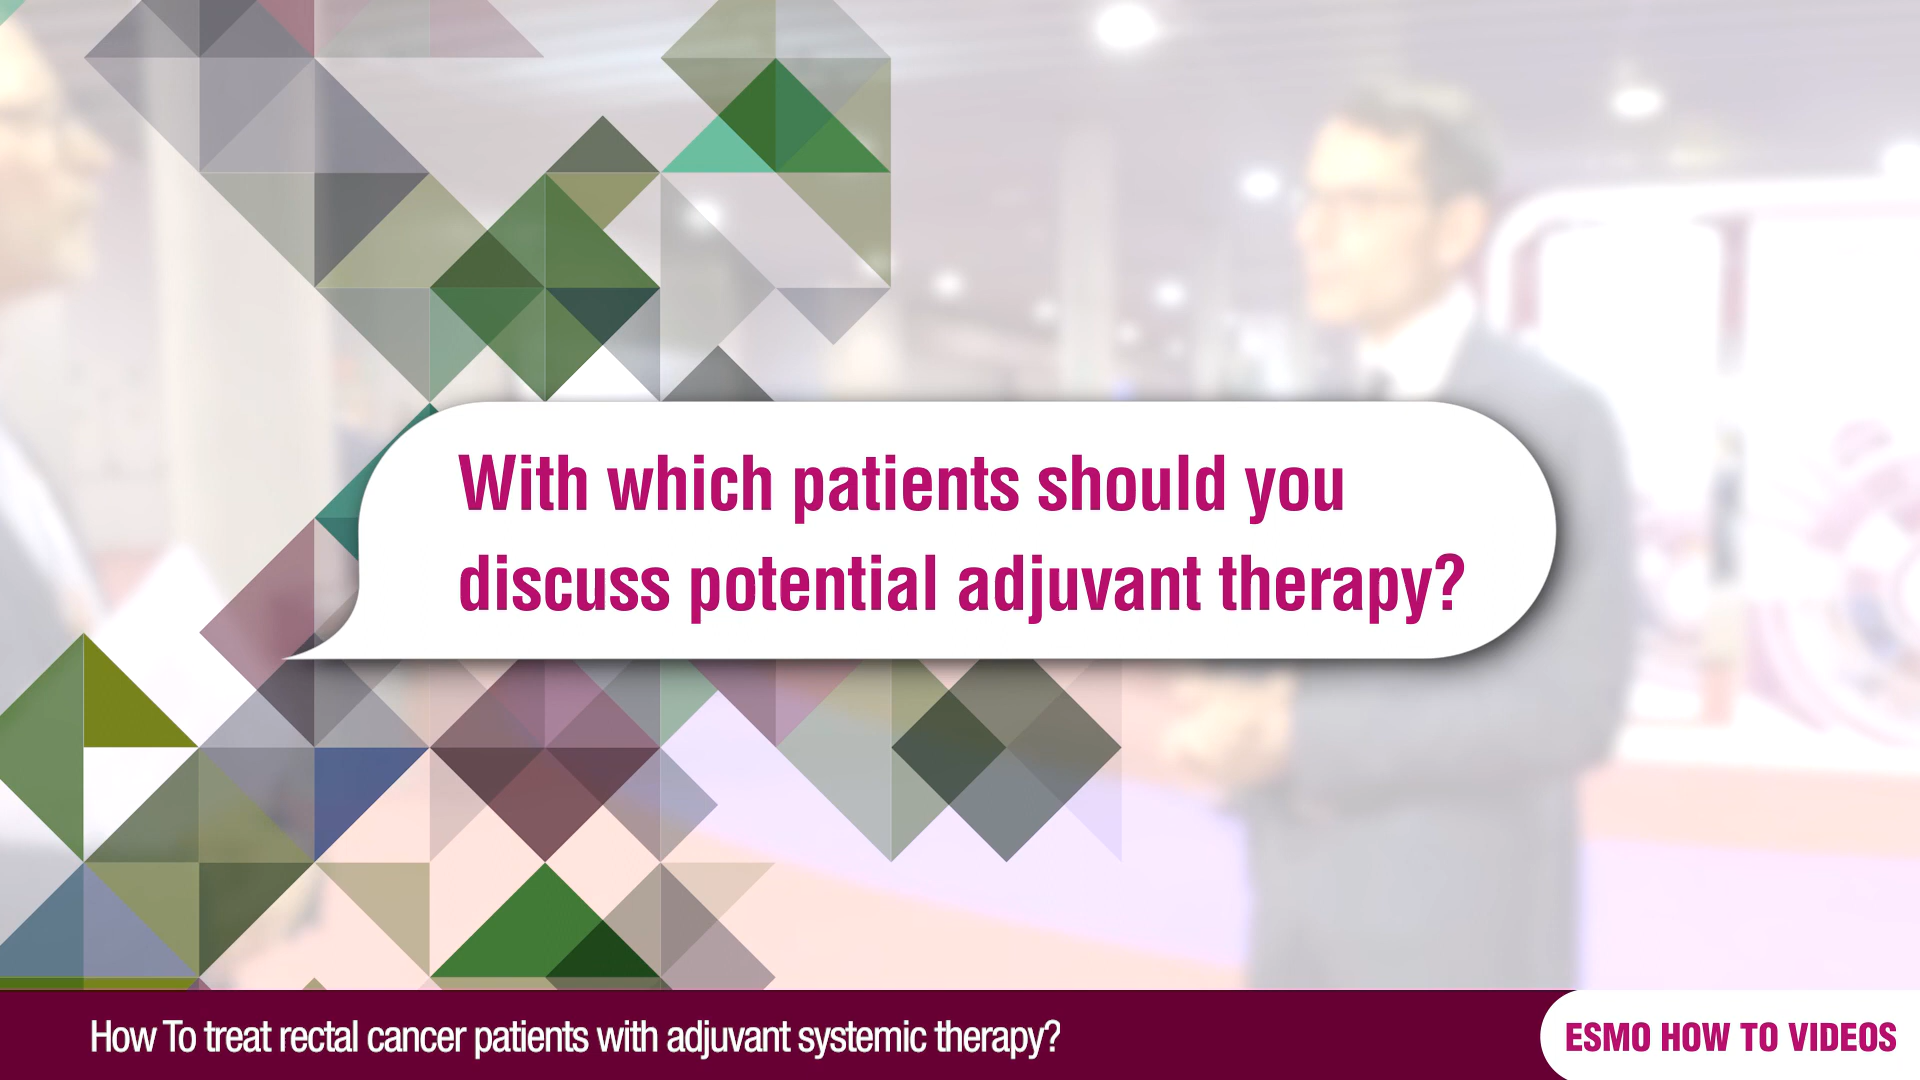 With which patients should you
discuss potential adjuvant therapy?
How To treat rectal cancer patients with adjuvant systemic therapy?
ESMO HOW TO VIDEOS